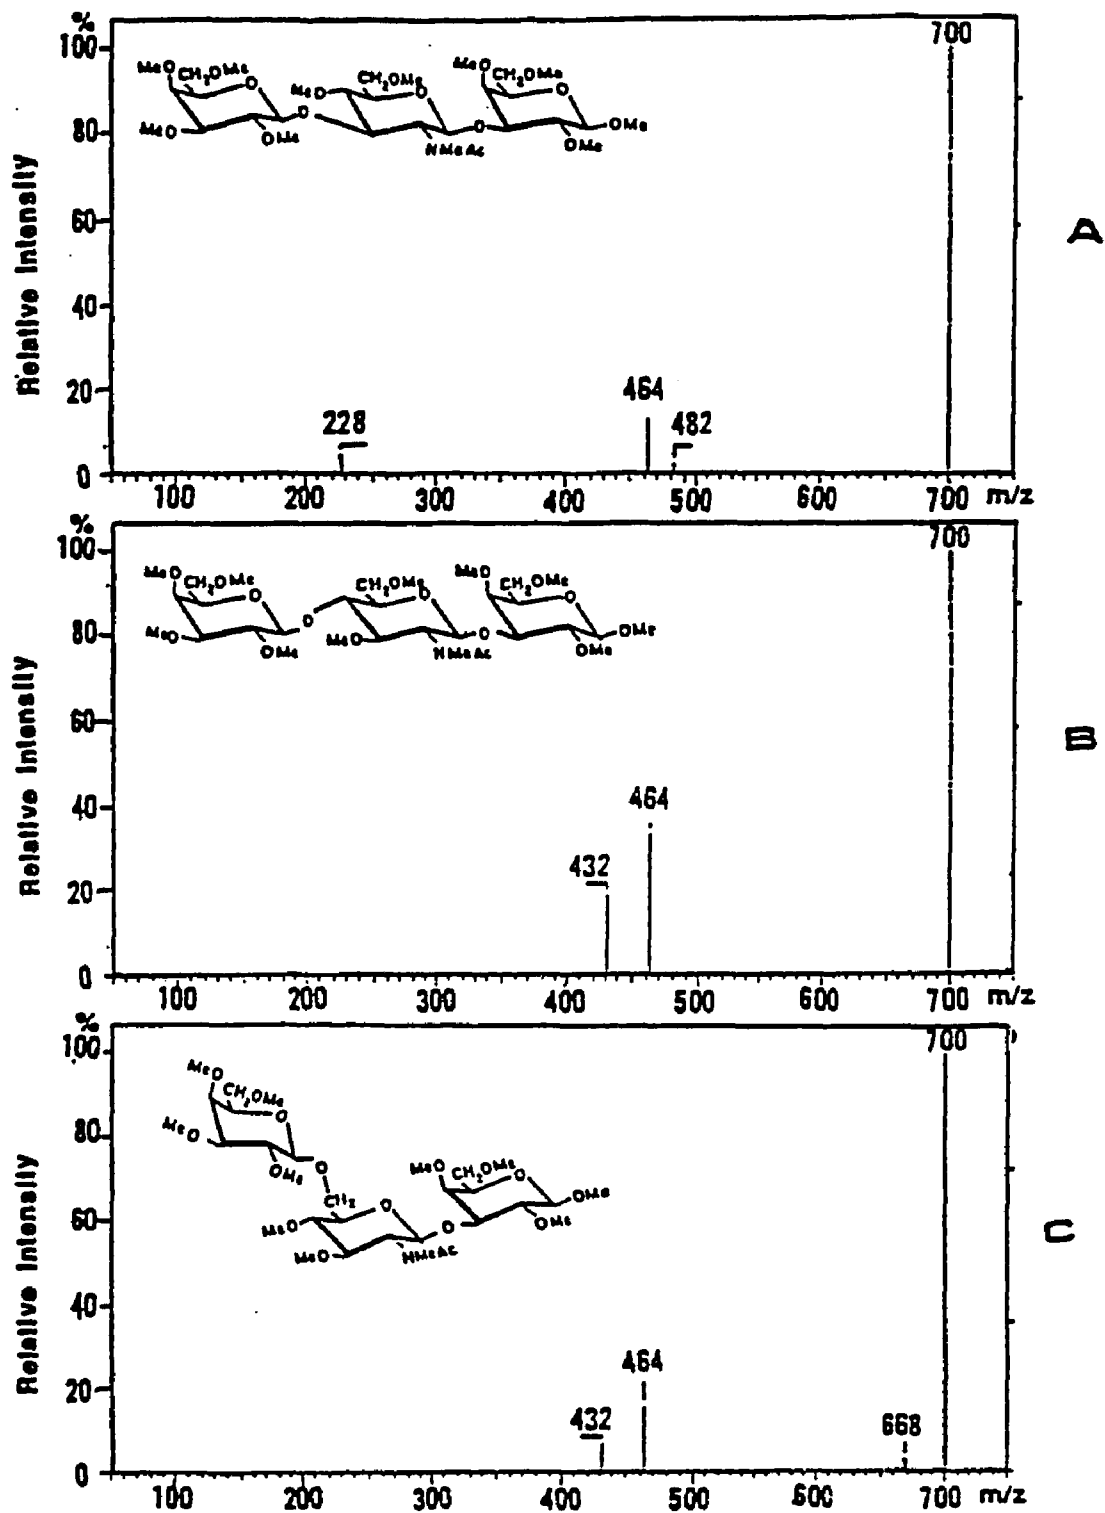 %
100
80
60
40
20
0
Relative Intensity
MeO CH2OMe O MeO CH2OMe O MeO CH2OMe O
MeO OMe O NMeAc O OMe OMe
700
228
464
482
100 200 300 400 500 600 700 m/z
A
%
100
80
60
40
20
0
Relative Intensity
MeO CH2OMe O CH2OMe O MeO CH2OMe O
MeO OMe O MeO NMeAc O OMe OMe
700
432
464
100 200 300 400 500 600 700 m/z
B
%
100
80
60
40
20
0
Relative Intensity
MeO
CH2OMe O
MeO
OMe O
CH2 O
MeO CH2OMe O
MeO
MeO NMeAc O OMe OMe
700
432
464
668
100 200 300 400 500 600 700 m/z
C